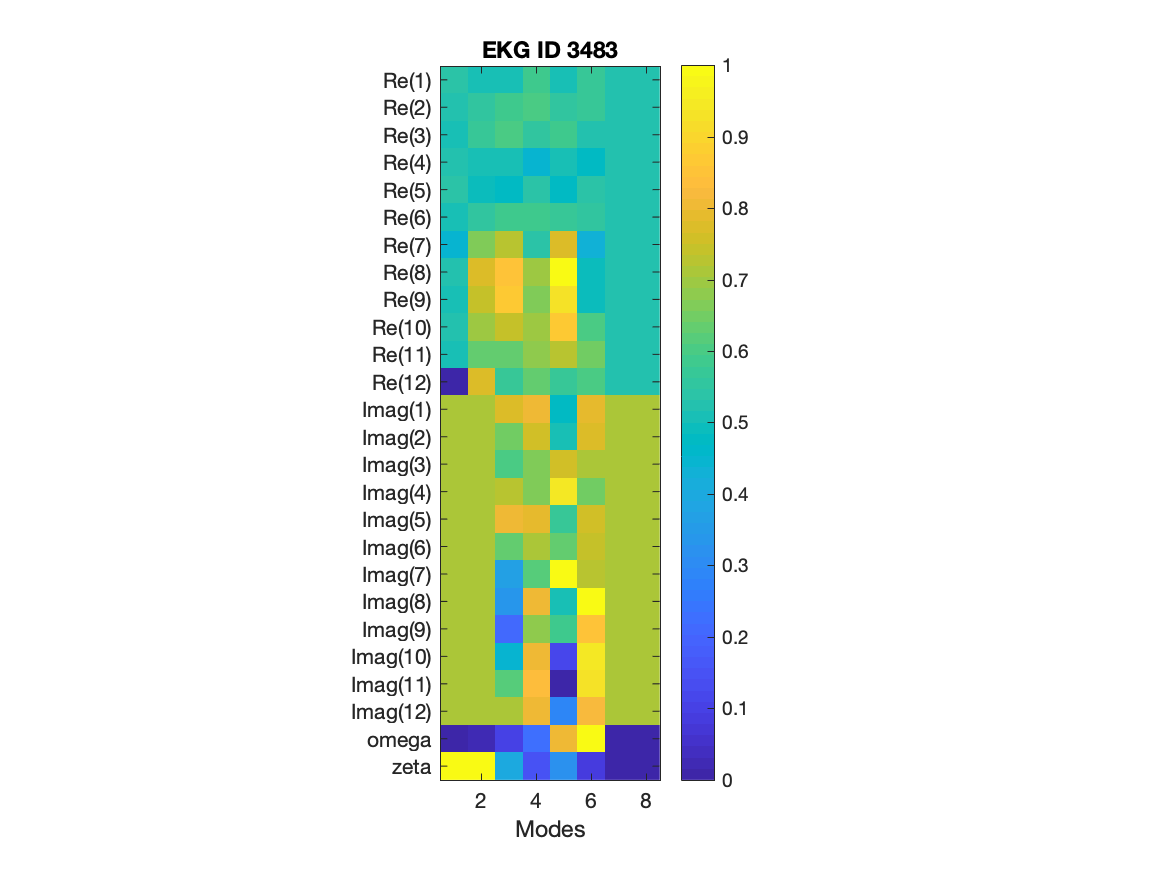 EKG ID 3483
Re(1)
Re(2)
Re(3)
Re(4)
Re(5)
Re(6)
Re(7)
Re(8)
Re(9)
Re(10)
Re(11)
Re(12)
Imag(1)
Imag(2)
Imag(3)
Imag(4)
Imag(5)
Imag(6)
Imag(7)
Imag(8)
Imag(9)
Imag(10)
Imag(11)
Imag(12)
omega
zeta
2 4 6 8
Modes
1
0.9
0.8
0.7
0.6
0.5
0.4
0.3
0.2
0.1
0